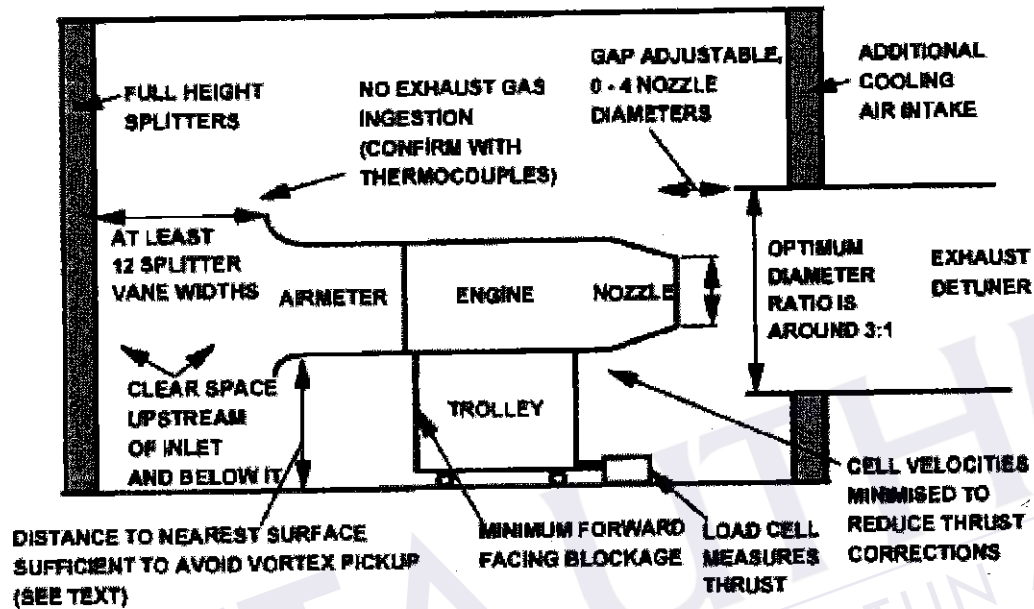 FULL HEIGHT
SPLITTERS
NO EXHAUST GAS
INGESTION
(CONFIRM WITH
THERMOCOUPLES)
GAP ADJUSTABLE,
0 - 4 NOZZLE
DIAMETERS
ADDITIONAL
COOLING
AIR INTAKE
AT LEAST
12 SPLITTER
VANE WIDTHS
AIRMETER
ENGINE
NOZZLE
OPTIMUM
DIAMETER
RATIO IS
AROUND 3:1
EXHAUST
DETUNER
CLEAR SPACE
UPSTREAM
OF INLET
AND BELOW IT
TROLLEY
DISTANCE TO NEAREST SURFACE
SUFFICIENT TO AVOID VORTEX PICKUP
(SEE TEXT)
MINIMUM FORWARD
FACING BLOCKAGE
LOAD CELL
MEASURES
THRUST
CELL VELOCITIES
MINIMISED TO
REDUCE THRUST
CORRECTIONS